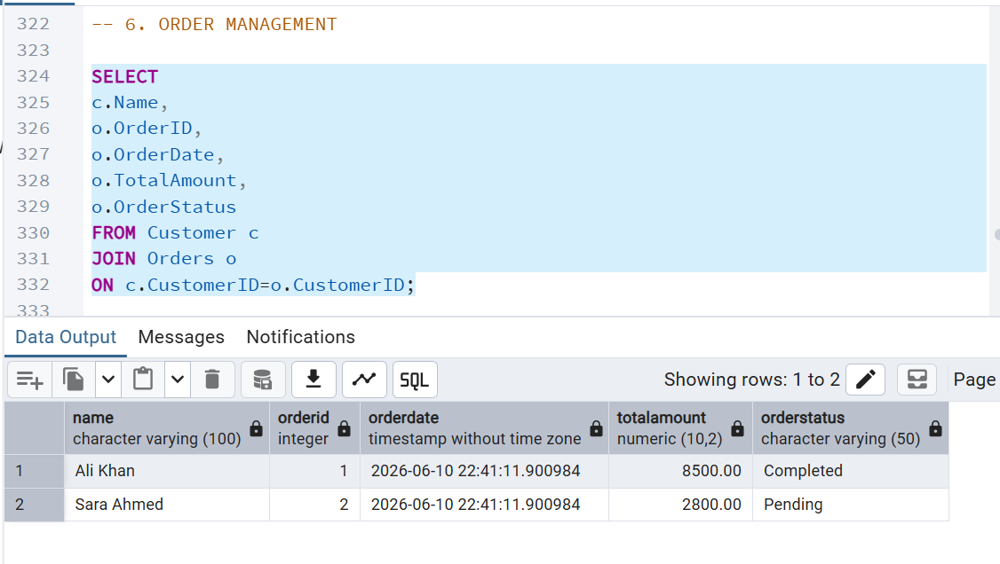 322 -- 6. ORDER MANAGEMENT
323
324 SELECT
325 c.Name,
326 o.OrderID,
327 o.OrderDate,
328 o.TotalAmount,
329 o.OrderStatus
330 FROM Customer c
331 JOIN Orders o
332 ON c.CustomerID=o.CustomerID;
333
Data Output Messages Notifications
SQL Showing rows: 1 to 2 Page
name orderid orderdate totalamount orderstatus
character varying (100) integer timestamp without time zone numeric (10,2) character varying (50)
1 Ali Khan 1 2026-06-10 22:41:11.900984 8500.00 Completed
2 Sara Ahmed 2 2026-06-10 22:41:11.900984 2800.00 Pending